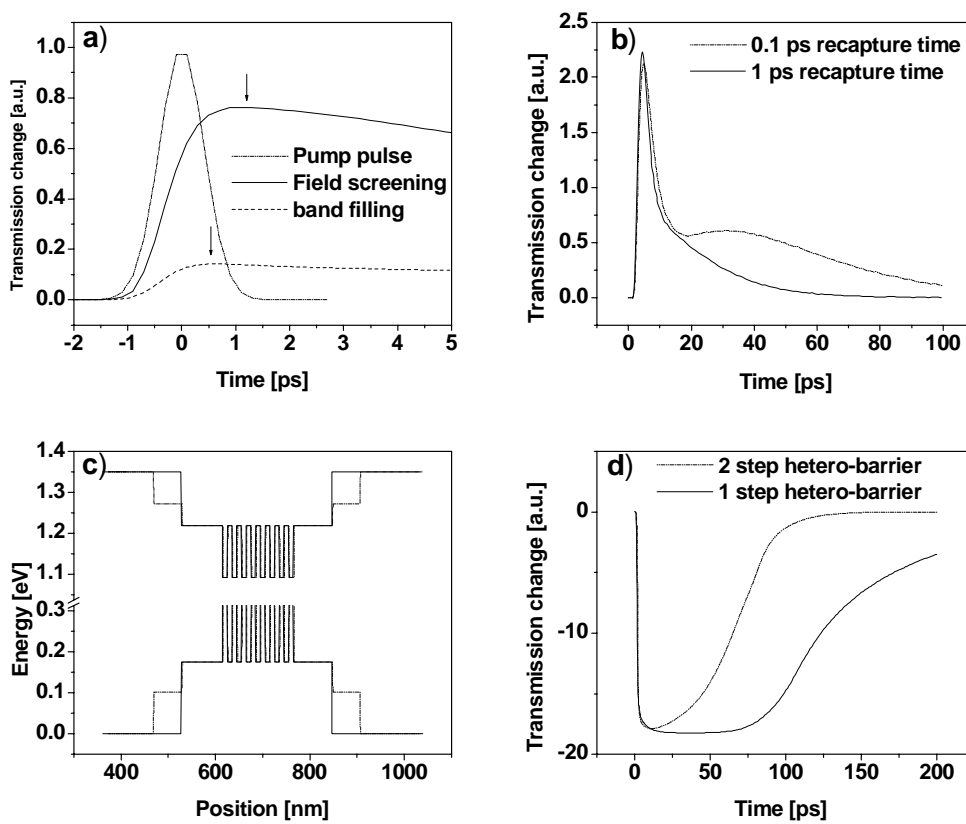 a)
Transmission change [a.u.]
1.0
0.8
0.6
0.4
0.2
0.0
Pump pulse
Field screening
band filling
-2
-1
0
1
2
3
4
5
Time [ps]
b)
Transmission change [a.u.]
2.5
2.0
1.5
1.0
0.5
0.0
0.1 ps recapture time
1 ps recapture time
0
20
40
60
80
100
Time [ps]
c)
Energy [eV]
1.4
1.3
1.2
1.1
0.3
0.2
0.1
0.0
400
600
800
1000
Position [nm]
d)
Transmission change [a.u.]
2 step hetero-barrier
1 step hetero-barrier
0
-10
-20
0
50
100
150
200
Time [ps]